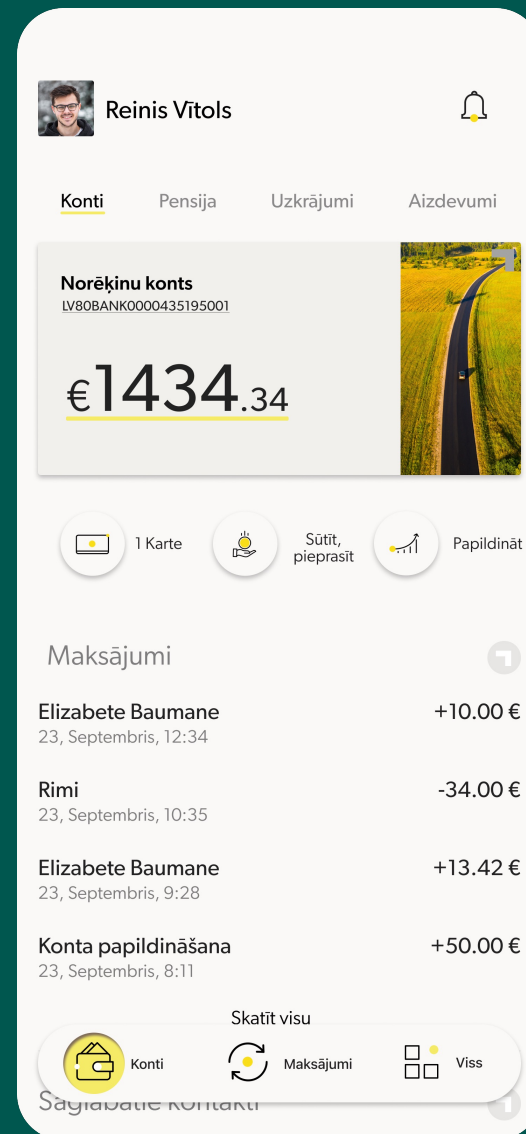 Reinis Vītols
Konti Pensija Uzkrājumi Aizdevumi
Norēķinu konts
LV80BANK0000435195001
€1434.34
1 Karte
Sūtīt,
pieprasīt
Papildināt
Maksājumi
Elizabete Baumane +10.00 €
23, Septembris, 12:34
Rimi -34.00 €
23, Septembris, 10:35
Elizabete Baumane +13.42 €
23, Septembris, 9:28
Konta papildināšana +50.00 €
23, Septembris, 8:11
Skatīt visu
Konti Maksājumi Viss
Saglabātie kontakti